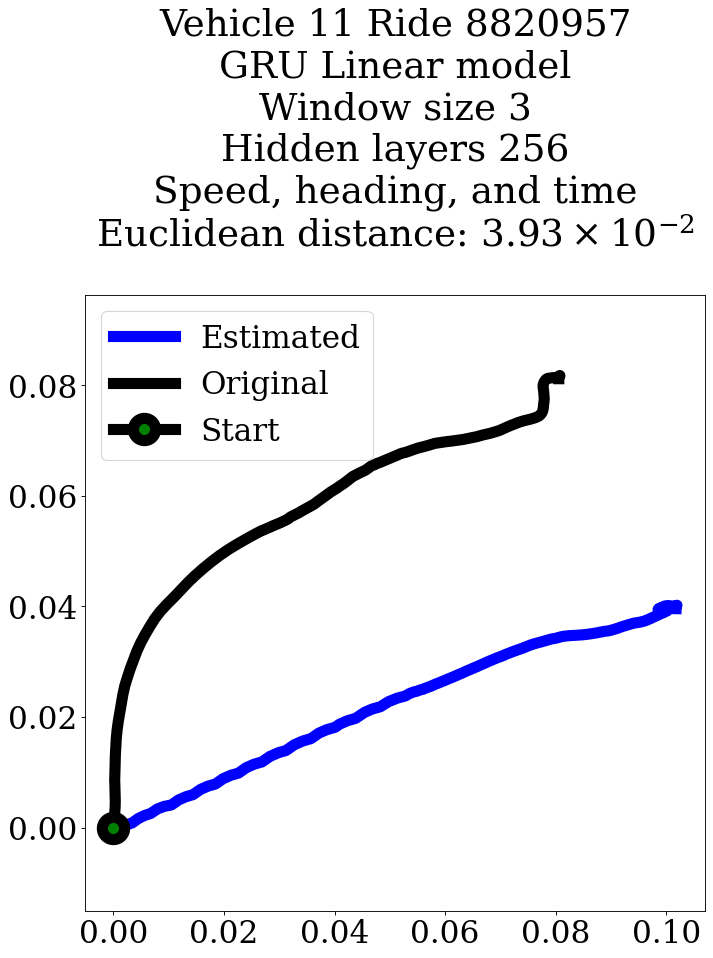 Vehicle 11 Ride 8820957
GRU Linear model
Window size 3
Hidden layers 256
Speed, heading, and time
Euclidean distance: 3.93 × 10⁻²
Estimated
Original
Start
0.08
0.06
0.04
0.02
0.00
0.00 0.02 0.04 0.06 0.08 0.10